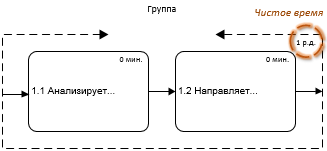 Группа
Чистое время
1 р.д.
0 мин.
0 мин.
1.1 Анализирует...
1.2 Направляет...